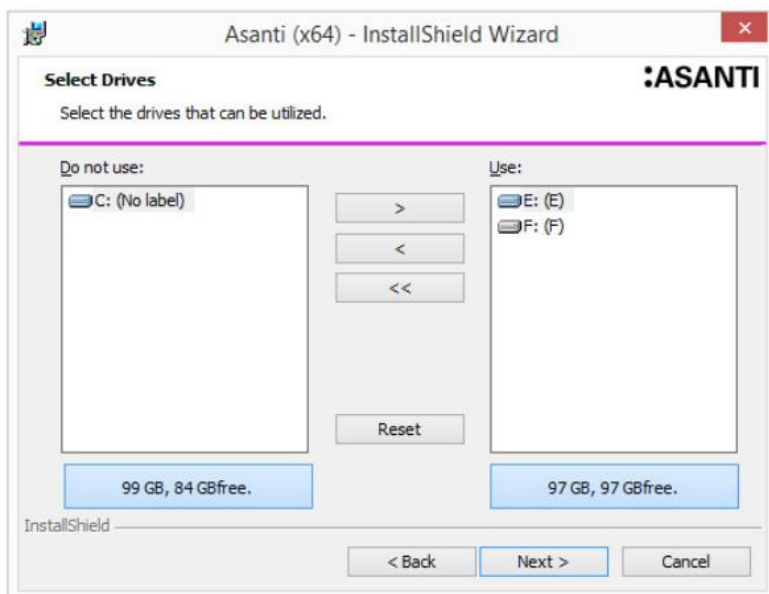 Asanti (x64) - InstallShield Wizard
×
Select Drives
:ASANTI
Select the drives that can be utilized.
Do not use:
Use:
C: (No label)
E: (E)
F: (F)
>
<
<<
Reset
99 GB, 84 GBfree.
97 GB, 97 GBfree.
InstallShield
< Back
Next >
Cancel